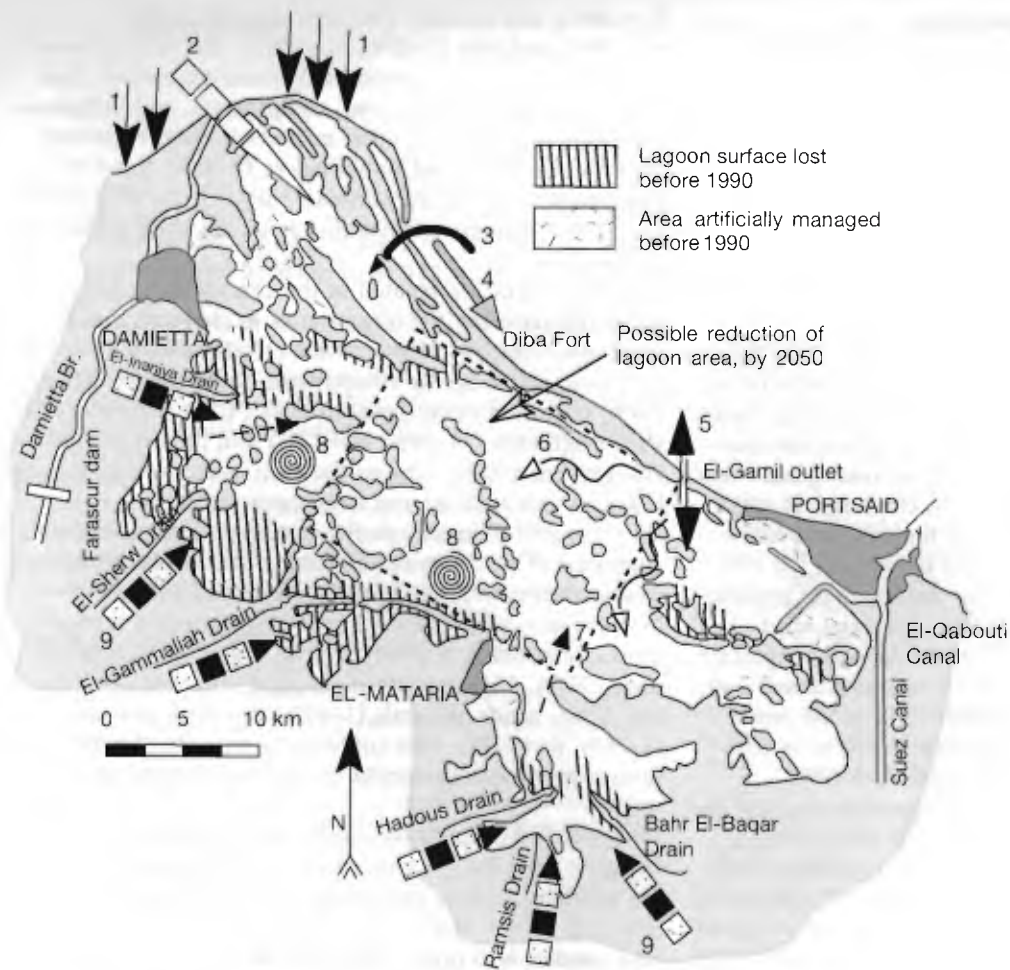 1
2
1
Lagoon surface lost
before 1990
Area artificially managed
before 1990
3
4
DAMIETTA
Diba Fort
Possible reduction of
lagoon area, by 2050
El-Inaniya Drain
Damietta Br.
Farascur dam
8
6
5
El-Gamil outlet
PORT SAID
El-Sherw Dr
8
9
El-Gammaliah Drain
7
El-Qabouti
Canal
EL-MATARIA
0 5 10 km
Suez Canal
N
Hadous Drain
Bahr El-Baqar
Drain
Ramsis Drain
9